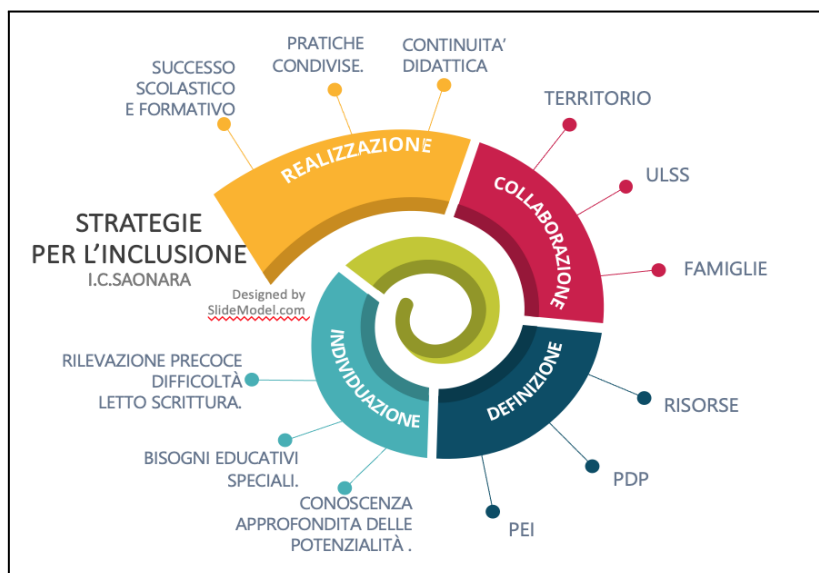 SUCCESSO
SCOLASTICO
E FORMATIVO
PRATICHE
CONDIVISE.
CONTINUITA’
DIDATTICA
TERRITORIO
ULSS
FAMIGLIE
REALIZZAZIONE
COLLABORAZIONE
STRATEGIE
PER L’INCLUSIONE
I.C.SAONARA
Designed by
SlideModel.com
INDIVIDUAZIONE
DEFINIZIONE
RILEVAZIONE PRECOCE
DIFFICOLTÀ
LETTO SCRITTURA.
BISOGNI EDUCATIVI
SPECIALI.
CONOSCENZA
APPROFONDITA DELLE
POTENZIALITÀ .
RISORSE
PDP
PEI